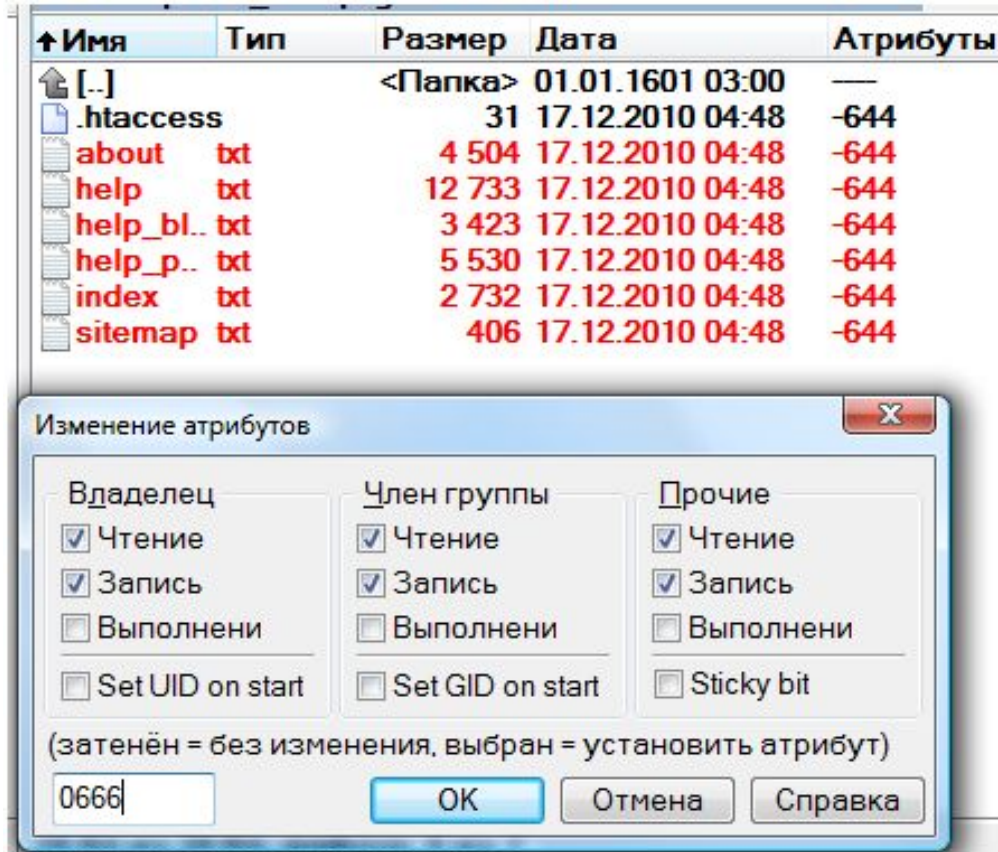 Имя Тип Размер Дата Атрибуты
[..] <Папка> 01.01.1601 03:00 ----
.htaccess 31 17.12.2010 04:48 -644
about txt 4 504 17.12.2010 04:48 -644
help txt 12 733 17.12.2010 04:48 -644
help_bl.. txt 3 423 17.12.2010 04:48 -644
help_p.. txt 5 530 17.12.2010 04:48 -644
index txt 2 732 17.12.2010 04:48 -644
sitemap txt 406 17.12.2010 04:48 -644
Изменение атрибутов
Владелец Член группы Прочие
Чтение Чтение Чтение
Запись Запись Запись
Выполнени Выполнени Выполнени
Set UID on start Set GID on start Sticky bit
(затенён = без изменения, выбран = установить атрибут)
0666 OK Отмена Справка